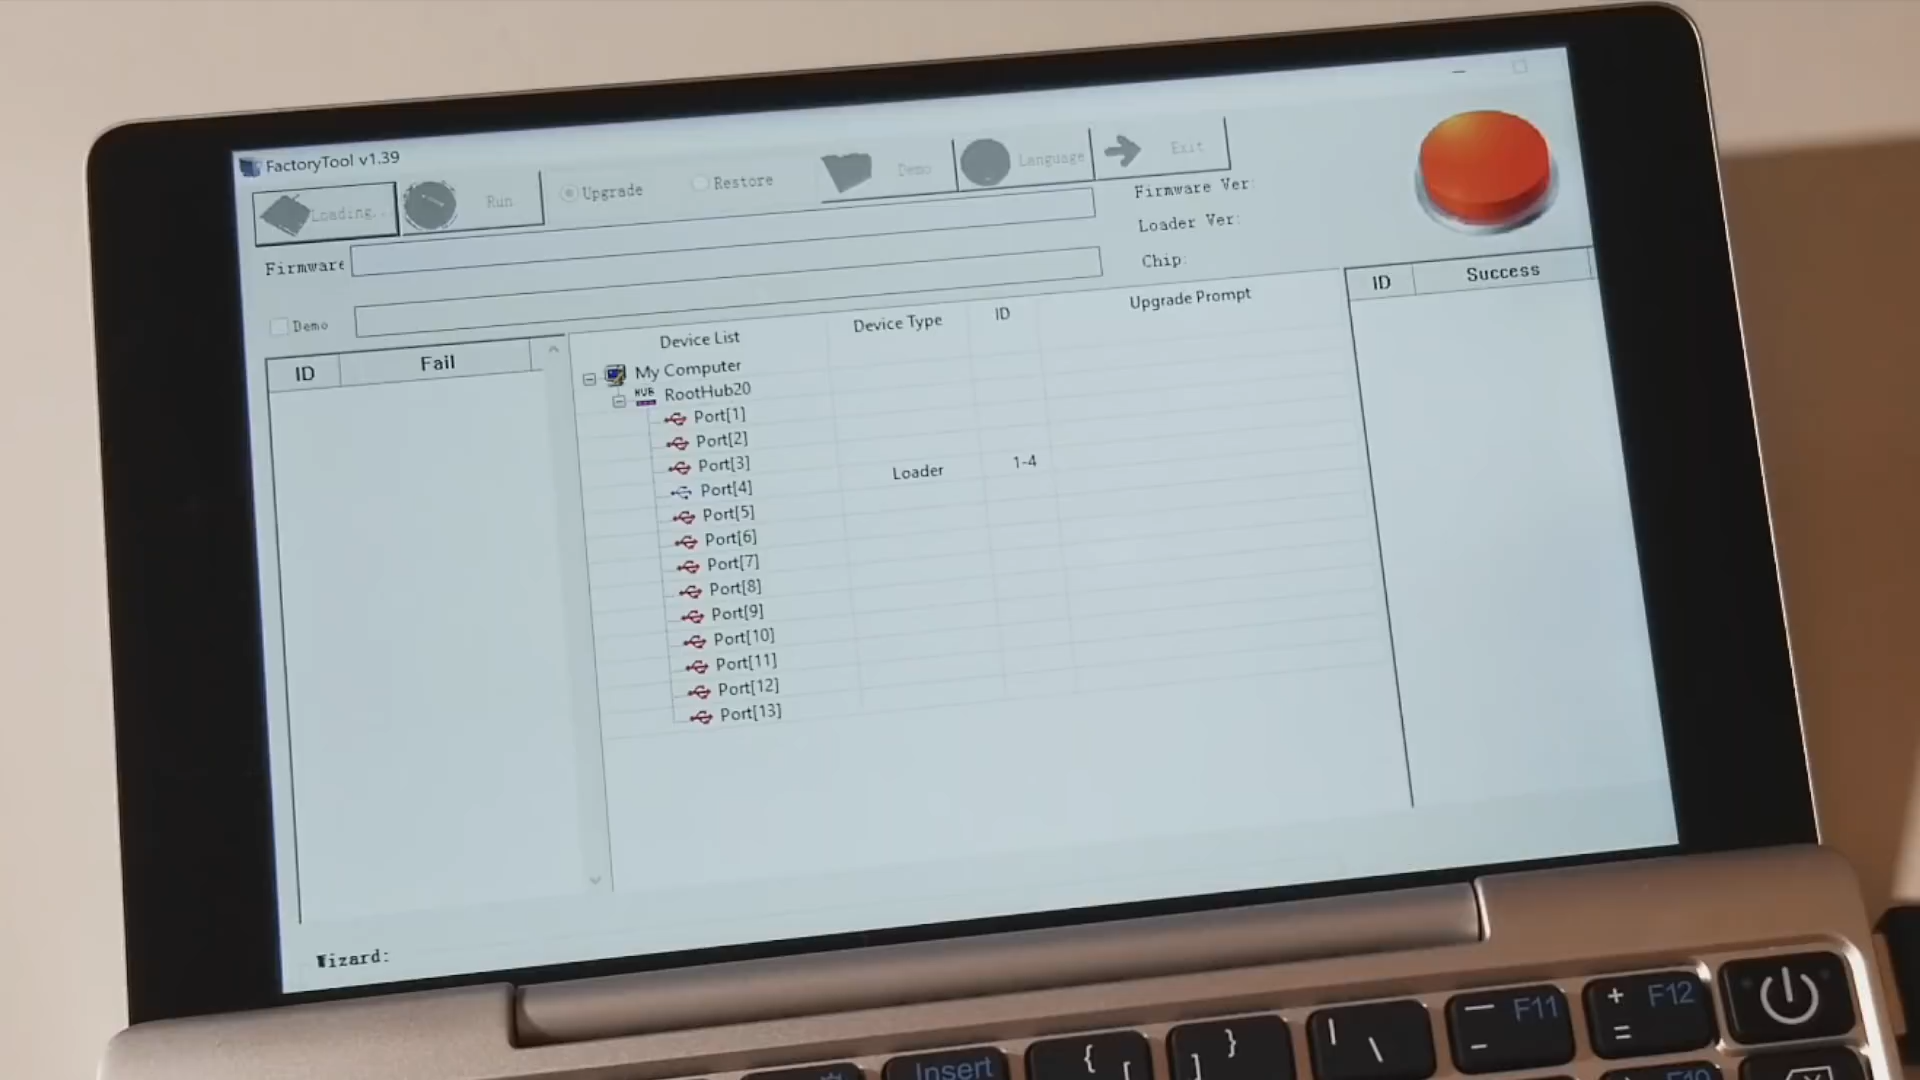 FactoryTool v1.39
Loading..
Run
Upgrade
Restore
Demo
Language
Exit
Firmware
Firmware Ver:
Loader Ver:
Chip:
Demo
ID Fail
Device List Device Type ID Upgrade Prompt
ID Success
My Computer
HUB RootHub20
Port[1]
Port[2]
Port[3]
Port[4] Loader 1-4
Port[5]
Port[6]
Port[7]
Port[8]
Port[9]
Port[10]
Port[11]
Port[12]
Port[13]
Wizard:
Insert
{ [
} ]
| \
— - F11
+ = F12
F10